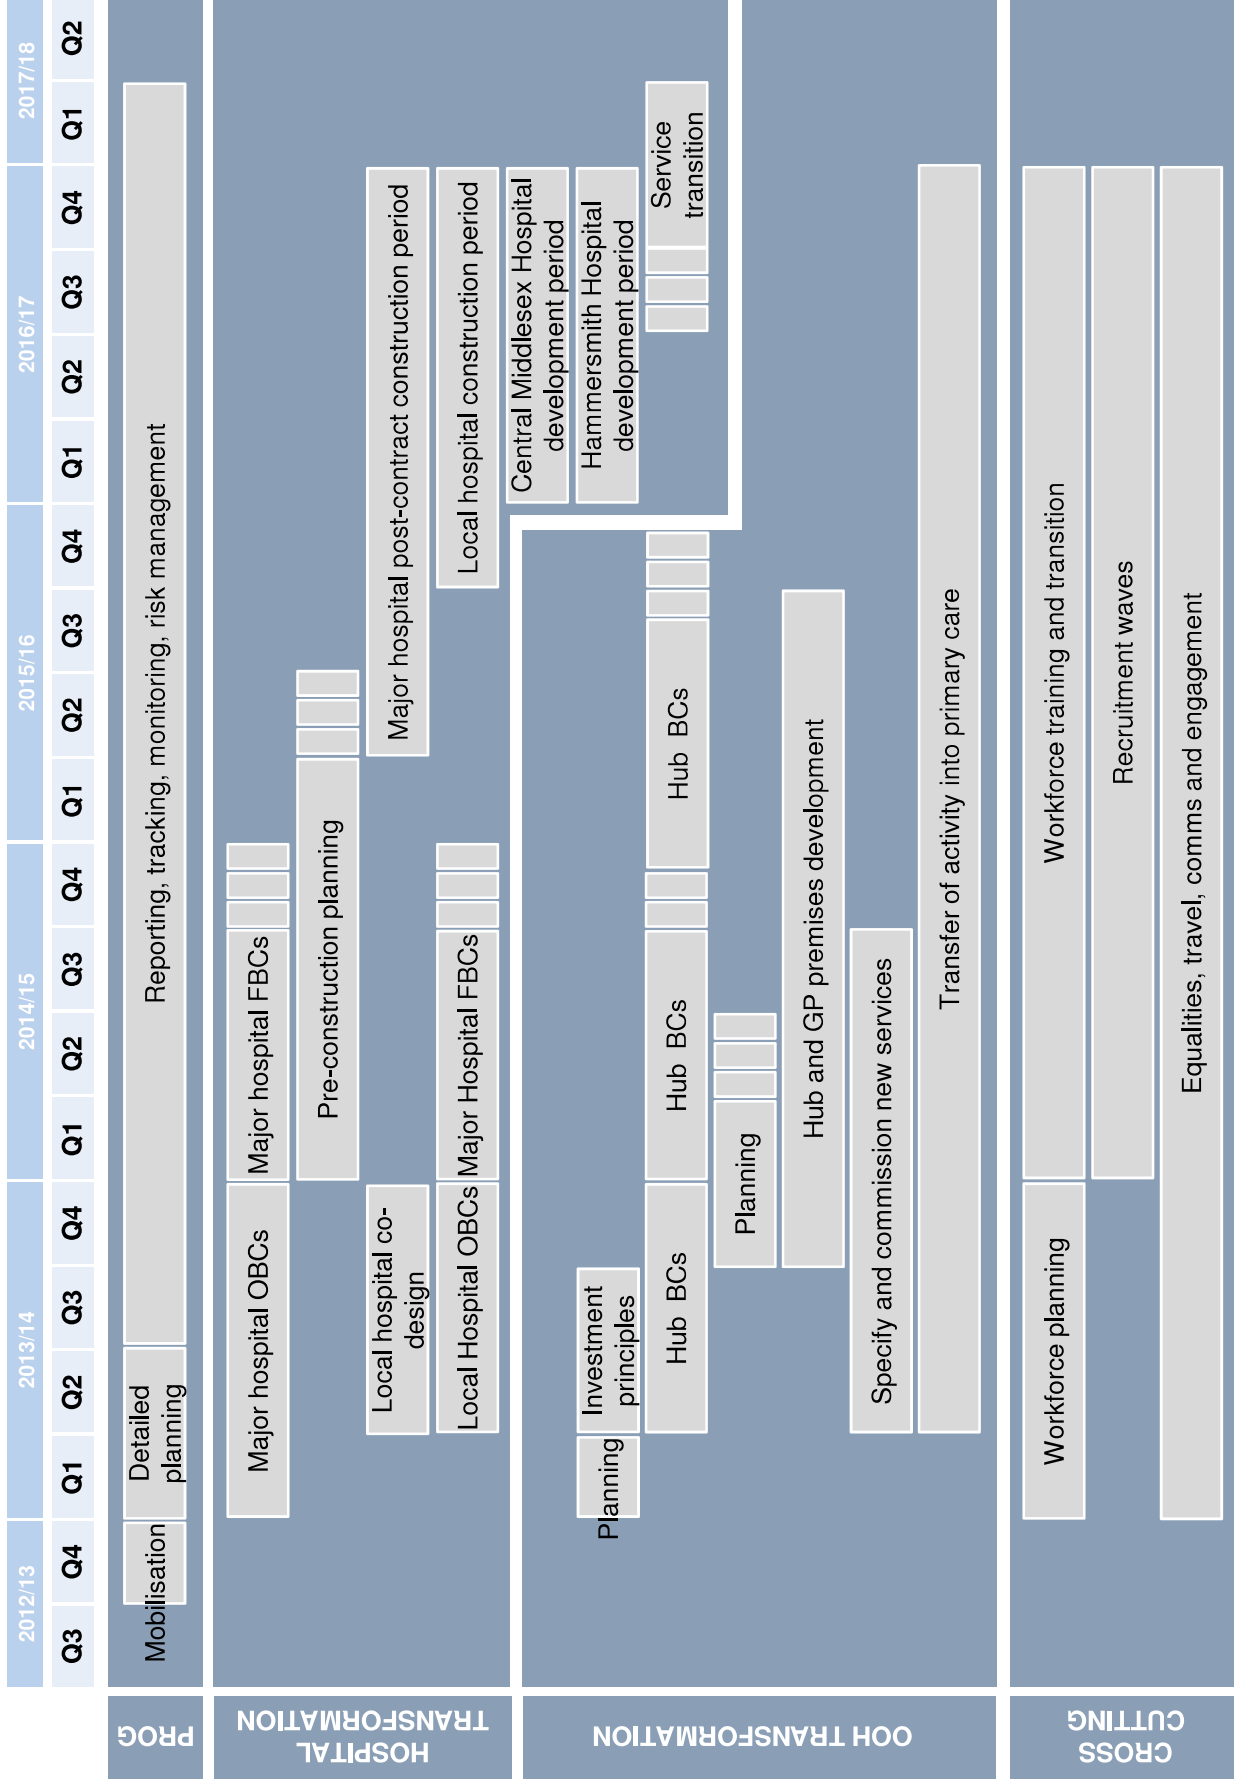 2012/13
2013/14
2014/15
2015/16
2016/17
2017/18
Q3
Q4
Q1
Q2
Q3
Q4
Q1
Q2
Q3
Q4
Q1
Q2
Q3
Q4
Q1
Q2
Q3
Q4
Q1
Q2
PROG
Mobilisation
Detailed
planning
Reporting, tracking, monitoring, risk management
HOSPITAL
TRANSFORMATION
Major hospital OBCs
Major hospital FBCs
Pre-construction planning
Local hospital co-
design
Major hospital post-contract construction period
Local Hospital OBCs
Major Hospital FBCs
Local hospital construction period
Central Middlesex Hospital
development period
Hammersmith Hospital
development period
Service
transition
OOH TRANSFORMATION
Planning
Investment
principles
Hub BCs
Hub BCs
Hub BCs
Planning
Hub and GP premises development
Specify and commission new services
Transfer of activity into primary care
CROSS
CUTTING
Workforce planning
Workforce training and transition
Recruitment waves
Equalities, travel, comms and engagement